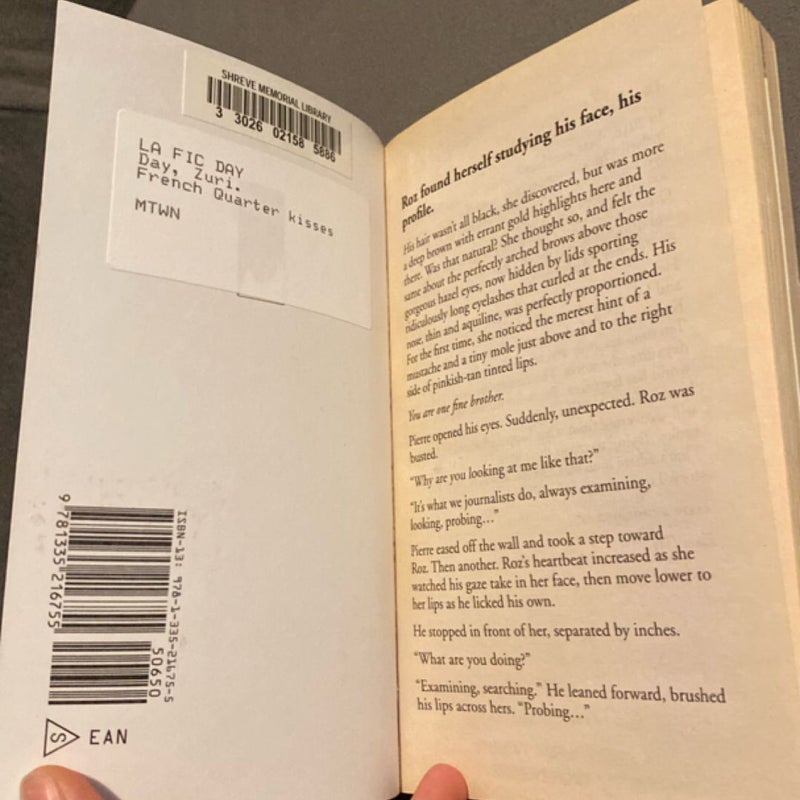 SHREVE MEMORIAL LIBRARY
3 3026 02158 5886
LA FIC DAY
Day, Zuri.
French Quarter kisses
MTWN
9 781335 216755
ISBN-13: 978-1-335-21675-5
50650
S
EAN
Roz found herself studying his face, his
profile.
His hair wasn't all black, she discovered, but was more
a deep brown with errant gold highlights here and
there. Was that natural? She thought so, and felt the
same about the perfectly arched brows above those
gorgeous hazel eyes, now hidden by lids sporting
ridiculously long eyelashes that curled at the ends. His
nose, thin and aquiline, was perfectly proportioned.
For the first time, she noticed the merest hint of a
mustache and a tiny mole just above and to the right
side of pinkish-tan tinted lips.
You are one fine brother.
Pierre opened his eyes. Suddenly, unexpected. Roz was
busted.
“Why are you looking at me like that?”
“It's what we journalists do, always examining,
looking, probing…”
Pierre eased off the wall and took a step toward
Roz. Then another. Roz's heartbeat increased as she
watched his gaze take in her face, then move lower to
her lips as he licked his own.
He stopped in front of her, separated by inches.
“What are you doing?”
“Examining, searching.” He leaned forward, brushed
his lips across hers. “Probing…”